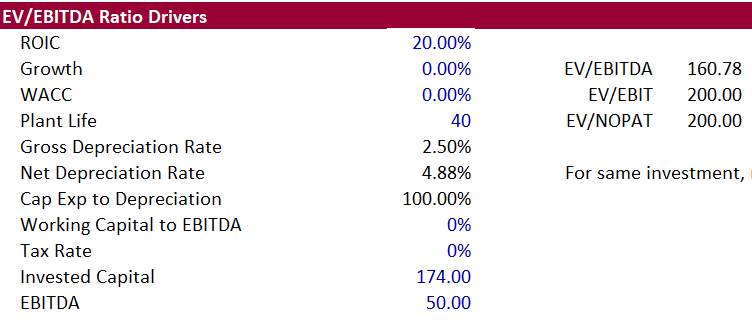 EV/EBITDA Ratio Drivers
ROIC 20.00%
Growth 0.00% EV/EBITDA 160.78
WACC 0.00% EV/EBIT 200.00
Plant Life 40 EV/NOPAT 200.00
Gross Depreciation Rate 2.50%
Net Depreciation Rate 4.88% For same investment,
Cap Exp to Depreciation 100.00%
Working Capital to EBITDA 0%
Tax Rate 0%
Invested Capital 174.00
EBITDA 50.00